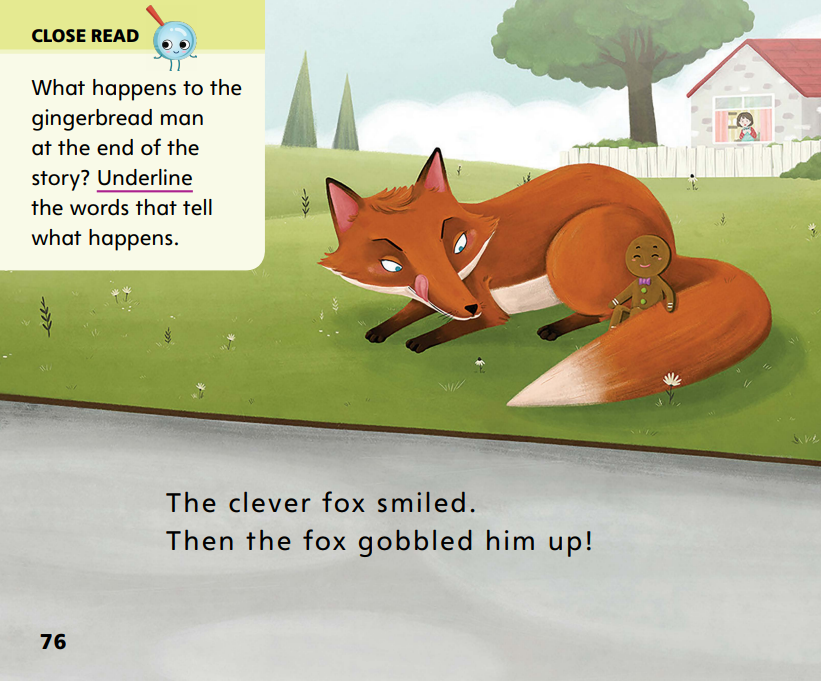 CLOSE READ
What happens to the
gingerbread man
at the end of the
story? Underline
the words that tell
what happens.
The clever fox smiled.
Then the fox gobbled him up!
76